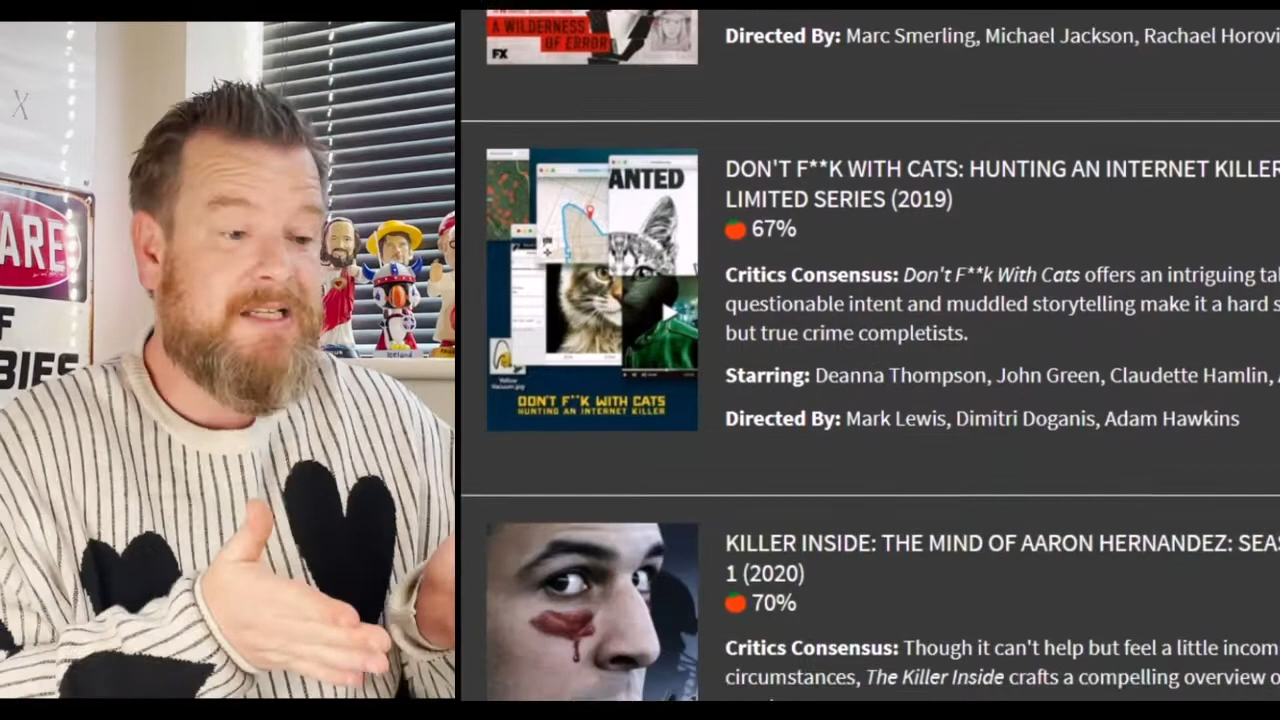 X
ARE
F
BIES
Iceland
A WILDERNESS
OF ERROR
FX
Directed By: Marc Smerling, Michael Jackson, Rachael Horovi
ANTED
DON'T F**K WITH CATS
HUNTING AN INTERNET KILLER
DON'T F**K WITH CATS: HUNTING AN INTERNET KILLER
LIMITED SERIES (2019)
67%
Critics Consensus: Don't F**k With Cats offers an intriguing tal
questionable intent and muddled storytelling make it a hard s
but true crime completists.
Starring: Deanna Thompson, John Green, Claudette Hamlin,
Directed By: Mark Lewis, Dimitri Doganis, Adam Hawkins
KILLER INSIDE: THE MIND OF AARON HERNANDEZ: SEAS
1 (2020)
70%
Critics Consensus: Though it can't help but feel a little incom
circumstances, The Killer Inside crafts a compelling overview o